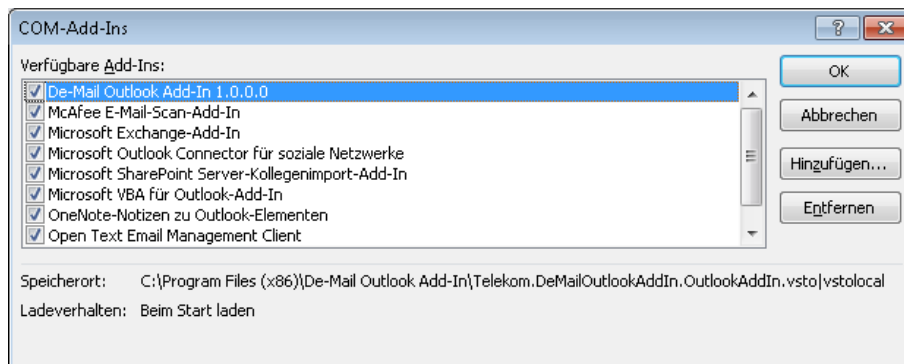 COM-Add-Ins
Verfügbare Add-Ins:
De-Mail Outlook Add-In 1.0.0.0
McAfee E-Mail-Scan-Add-In
Microsoft Exchange-Add-In
Microsoft Outlook Connector für soziale Netzwerke
Microsoft SharePoint Server-Kollegenimport-Add-In
Microsoft VBA für Outlook-Add-In
OneNote-Notizen zu Outlook-Elementen
Open Text Email Management Client
OK
Abbrechen
Hinzufügen...
Entfernen
Speicherort: C:\Program Files (x86)\De-Mail Outlook Add-In\Telekom.DeMailOutlookAddIn.OutlookAddIn.vsto|vstolocal
Ladeverhalten: Beim Start laden